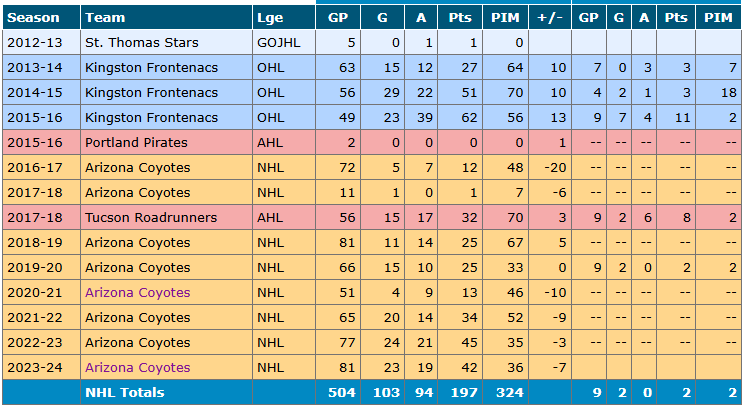 Season Team Lge GP G A Pts PIM +/- GP G A Pts PIM
2012-13 St. Thomas Stars GOJHL 5 0 1 1 0
2013-14 Kingston Frontenacs OHL 63 15 12 27 64 10 7 0 3 3 7
2014-15 Kingston Frontenacs OHL 56 29 22 51 70 10 4 2 1 3 18
2015-16 Kingston Frontenacs OHL 49 23 39 62 56 13 9 7 4 11 2
2015-16 Portland Pirates AHL 2 0 0 0 0 1 -- -- -- -- --
2016-17 Arizona Coyotes NHL 72 5 7 12 48 -20 -- -- -- -- --
2017-18 Arizona Coyotes NHL 11 1 0 1 7 -6 -- -- -- -- --
2017-18 Tucson Roadrunners AHL 56 15 17 32 70 3 9 2 6 8 2
2018-19 Arizona Coyotes NHL 81 11 14 25 67 5 -- -- -- -- --
2019-20 Arizona Coyotes NHL 66 15 10 25 33 0 9 2 0 2 2
2020-21 Arizona Coyotes NHL 51 4 9 13 46 -10 -- -- -- -- --
2021-22 Arizona Coyotes NHL 65 20 14 34 52 -9 -- -- -- -- --
2022-23 Arizona Coyotes NHL 77 24 21 45 35 -3 -- -- -- -- --
2023-24 Arizona Coyotes NHL 81 23 19 42 36 -7
NHL Totals 504 103 94 197 324 9 2 0 2 2